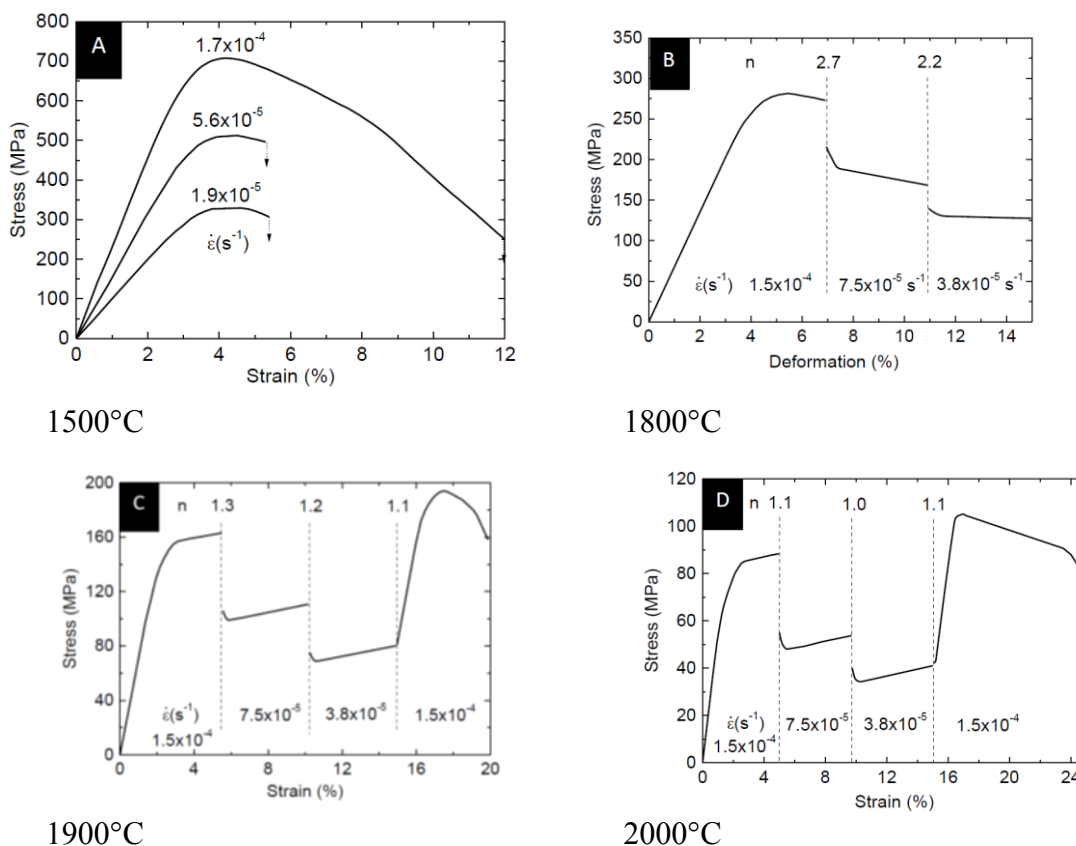 A
800
700
600
500
400
300
200
100
0
Stress (MPa)
1.7x10⁻⁴
5.6x10⁻⁵
1.9x10⁻⁵
ε̇(s⁻¹)
0 2 4 6 8 10 12
Strain (%)
1500°C
B
350
300
250
200
150
100
50
0
Stress (MPa)
n 2.7 2.2
ε̇(s⁻¹) 1.5x10⁻⁴ 7.5x10⁻⁵ s⁻¹ 3.8x10⁻⁵ s⁻¹
0 2 4 6 8 10 12 14
Deformation (%)
1800°C
C
200
160
120
80
40
0
Stress (MPa)
n 1.3 1.2 1.1
ε̇(s⁻¹)
1.5x10⁻⁴ 7.5x10⁻⁵ 3.8x10⁻⁵ 1.5x10⁻⁴
0 4 8 12 16 20
Strain (%)
1900°C
D
120
100
80
60
40
20
0
Stress (MPa)
n 1.1 1.0 1.1
ε̇(s⁻¹)
1.5x10⁻⁴ 7.5x10⁻⁵ 3.8x10⁻⁵ 1.5x10⁻⁴
0 4 8 12 16 20 24
Strain (%)
2000°C